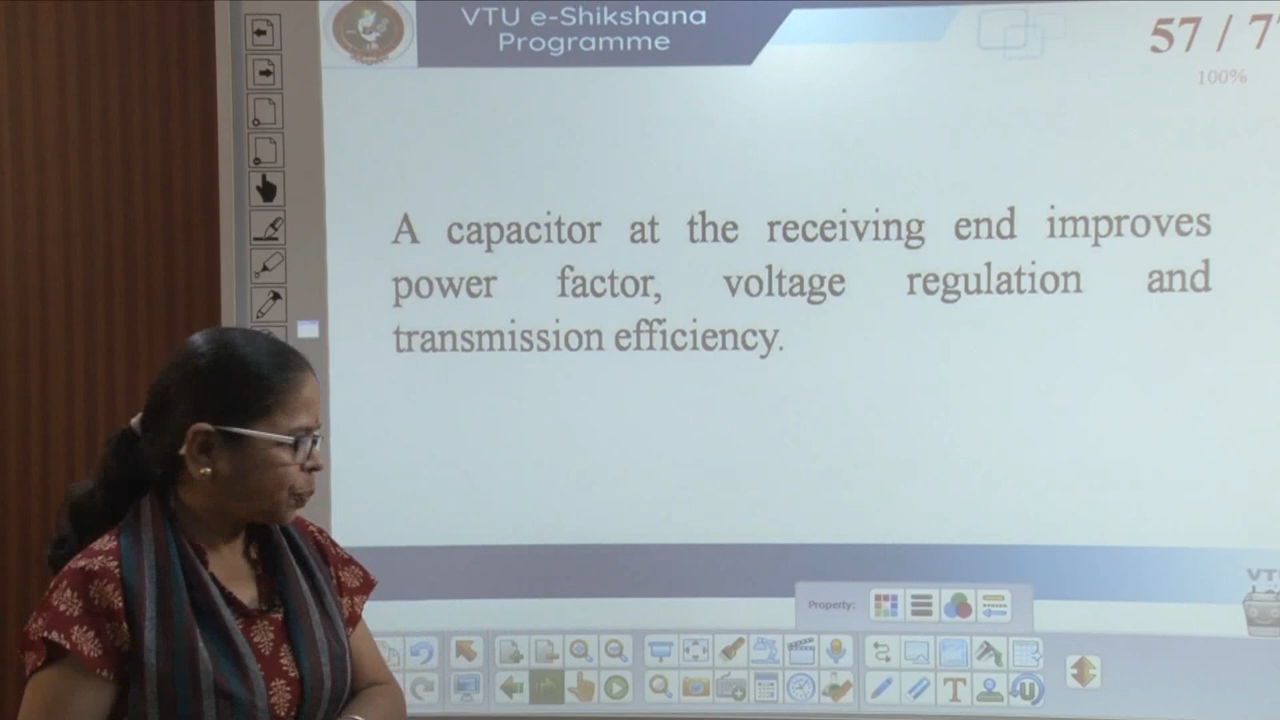 VTU e-Shikshana
Programme
57 / 7
100%
A capacitor at the receiving end improves
power factor, voltage regulation and
transmission efficiency.
Property: